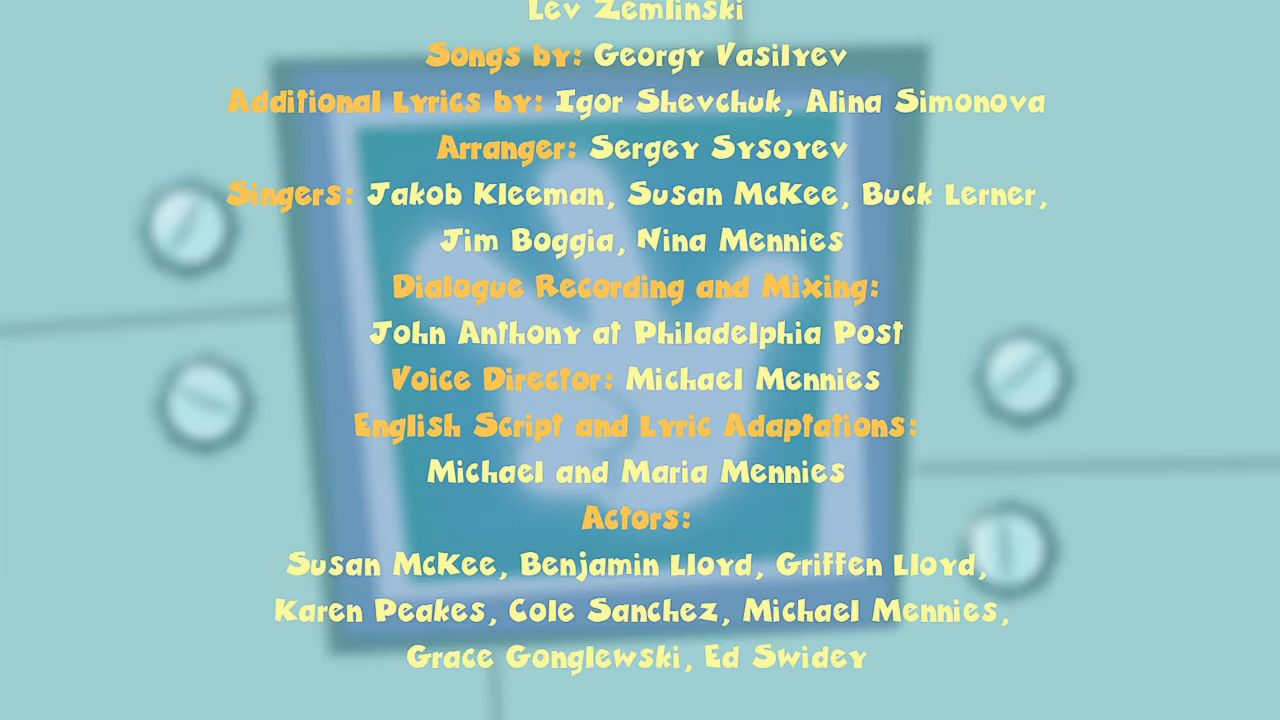 Lev Zemlinski
Songs by: Georgy Vasilyev
Additional Lyrics by: Igor Shevchuk, Alina Simonova
Arranger: Sergey Sysoyev
Singers: Jakob Kleeman, Susan McKee, Buck Lerner,
Jim Boggia, Nina Mennies
Dialogue Recording and Mixing:
John Anthony at Philadelphia Post
Voice Director: Michael Mennies
English Script and Lyric Adaptations:
Michael and Maria Mennies
Actors:
Susan McKee, Benjamin Lloyd, Griffen Lloyd,
Karen Peakes, Cole Sanchez, Michael Mennies,
Grace Gonglewski, Ed Swidey